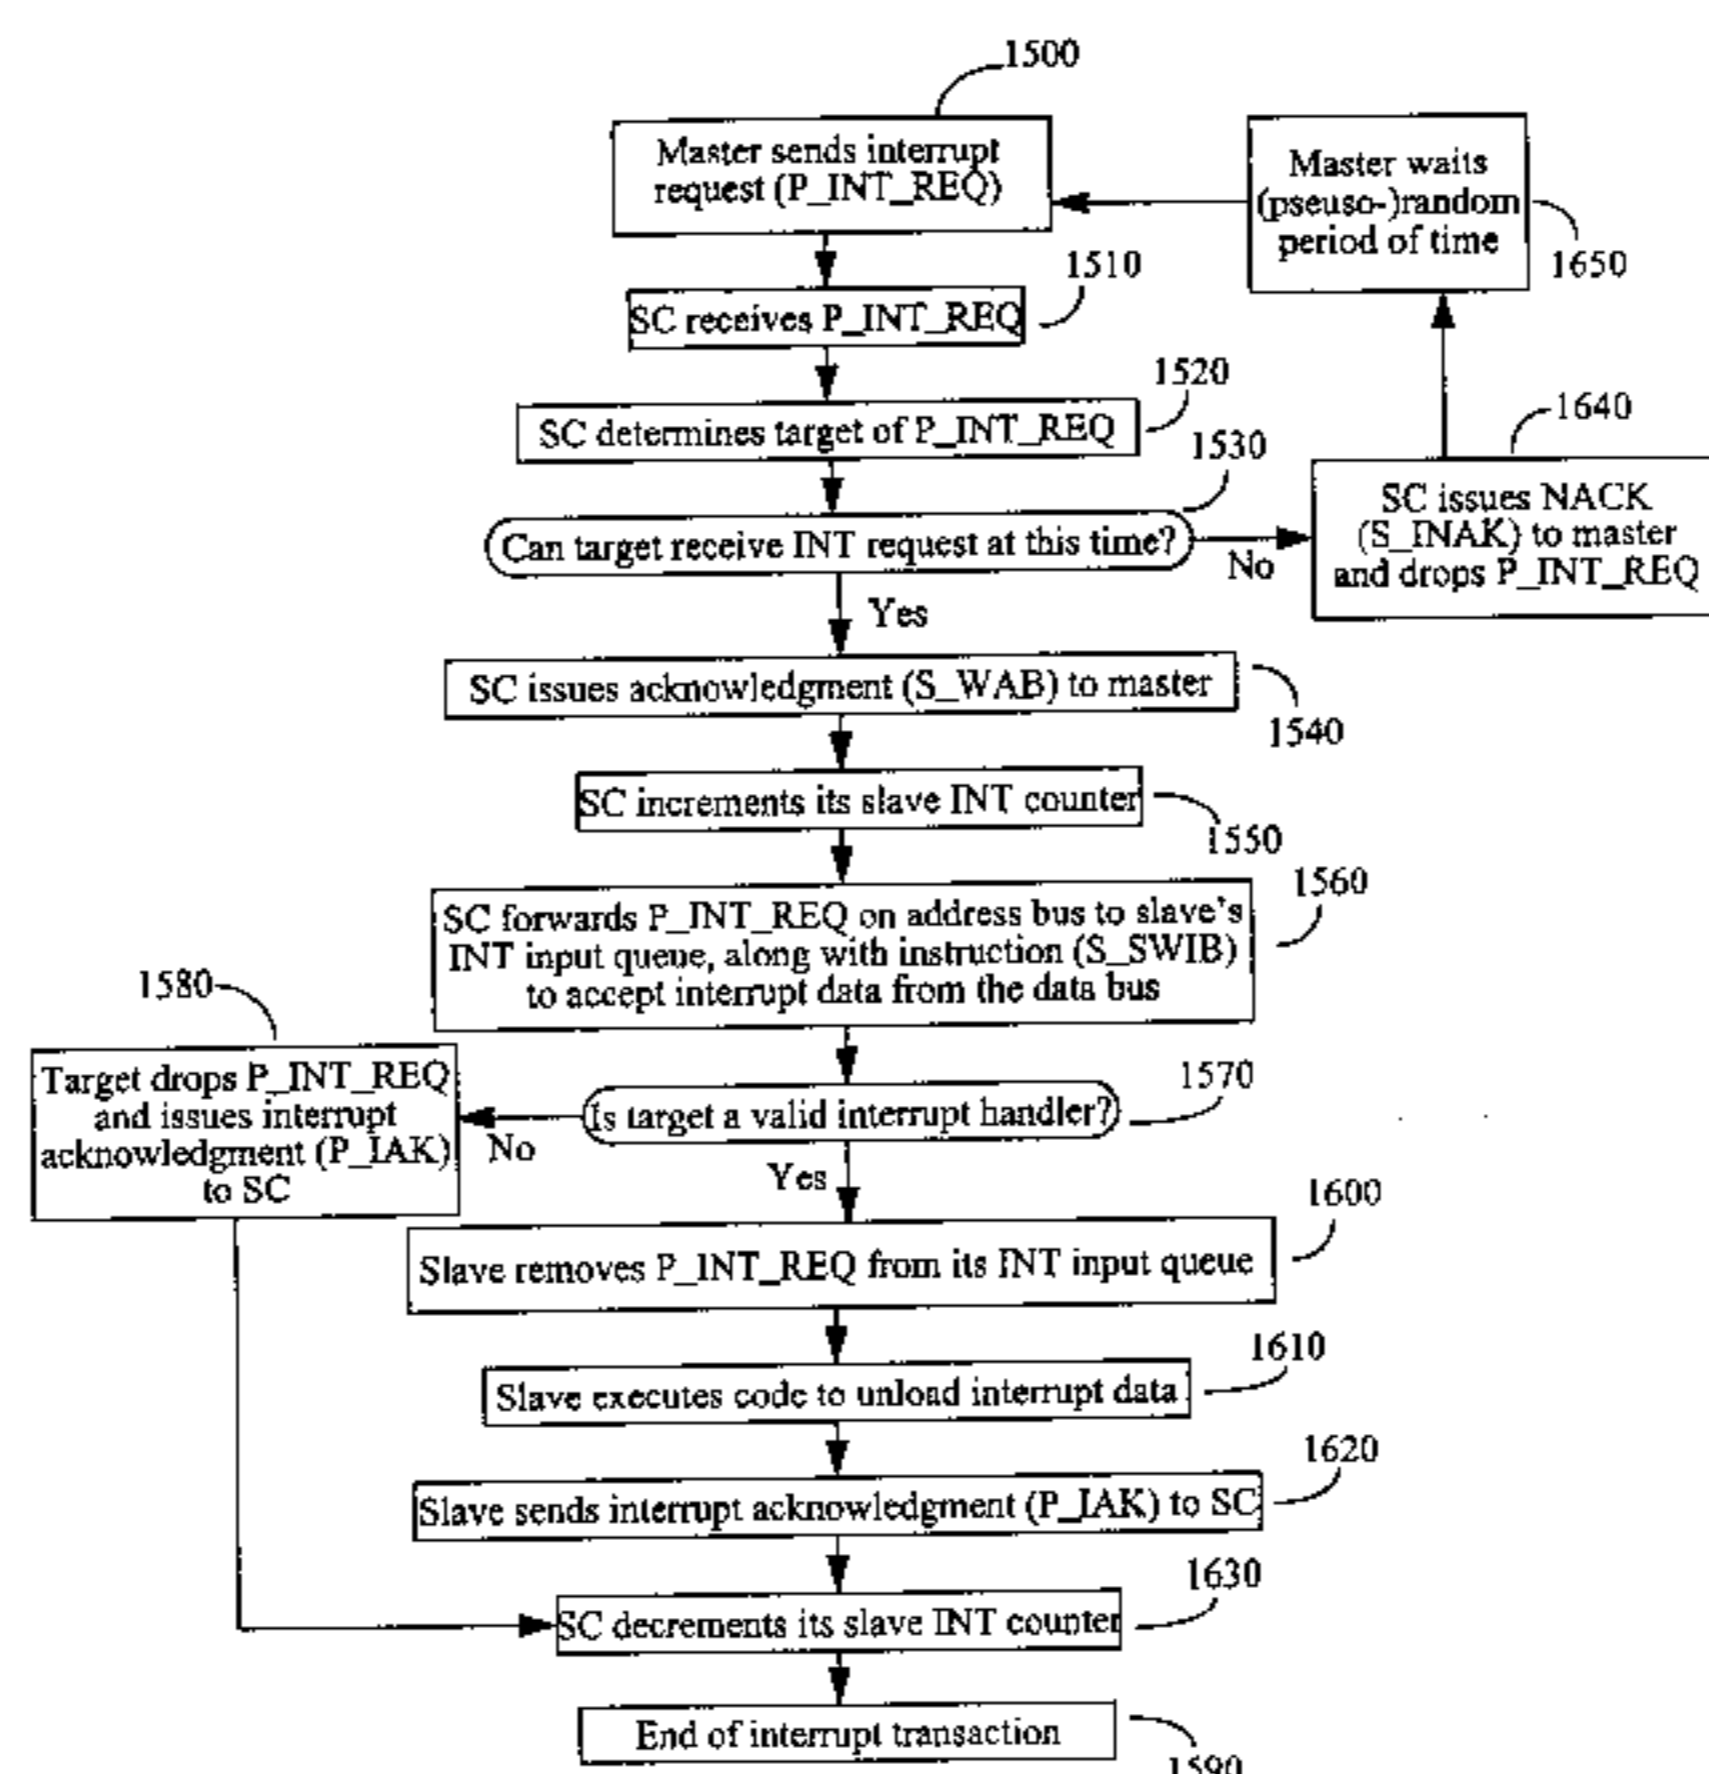 1500
Master sends interrupt
request (P_INT_REQ)
Master waits
(pseuso-)random
period of time
1650
1510
SC receives P_INT_REQ
1520
SC determines target of P_INT_REQ
1530
Can target receive INT request at this time?
No
1640
SC issues NACK
(S_INAK) to master
and drops P_INT_REQ
Yes
SC issues acknowledgment (S_WAB) to master
1540
SC increments its slave INT counter
1550
1560
SC forwards P_INT_REQ on address bus to slave's
INT input queue, along with instruction (S_SWIB)
to accept interrupt data from the data bus
1580
Target drops P_INT_REQ
and issues interrupt
acknowledgment (P_IAK)
to SC
1570
Is target a valid interrupt handler?
No
Yes
1600
Slave removes P_INT_REQ from its INT input queue
1610
Slave executes code to unload interrupt data
1620
Slave sends interrupt acknowledgment (P_IAK) to SC
1630
SC decrements its slave INT counter
End of interrupt transaction
1590